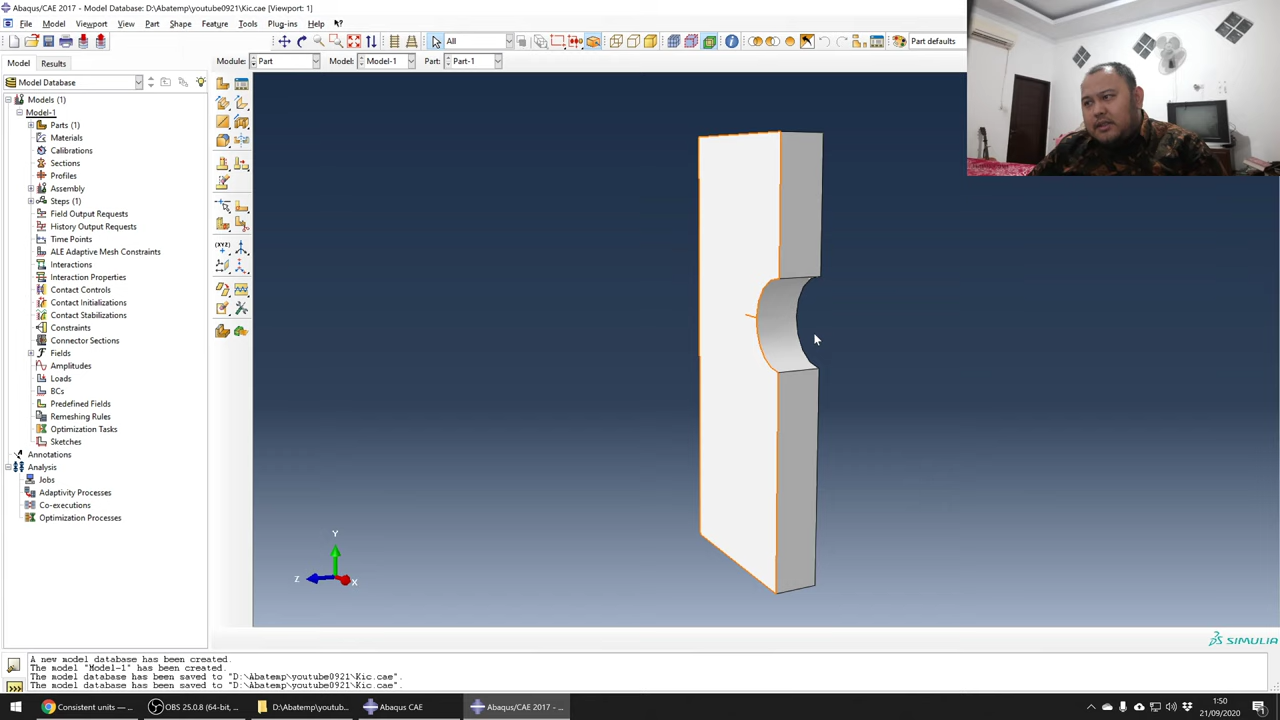 Abaqus/CAE 2017 - Model Database: D:\Abatemp\youtube0921\Kic.cae [Viewport: 1]
File Model Viewport View Part Shape Feature Tools Plug-ins Help
All
Part defaults
Model Results
Module: Part Model: Model-1 Part: Part-1
Model Database
Models (1)
Model-1
Parts (1)
Materials
Calibrations
Sections
Profiles
Assembly
Steps (1)
Field Output Requests
History Output Requests
Time Points
ALE Adaptive Mesh Constraints
Interactions
Interaction Properties
Contact Controls
Contact Initializations
Contact Stabilizations
Constraints
Connector Sections
Fields
Amplitudes
Loads
BCs
Predefined Fields
Remeshing Rules
Optimization Tasks
Sketches
Annotations
Analysis
Jobs
Adaptivity Processes
Co-executions
Optimization Processes
(XYZ)
Y
Z
X
SIMULIA
A new model database has been created.
The model "Model-1" has been created.
The model database has been saved to "D:\Abatemp\youtube0921\Kic.cae".
The model database has been saved to "D:\Abatemp\youtube0921\Kic.cae".
>>>
Consistent units — ... OBS 25.0.8 (64-bit, ... D:\Abatemp\youtub... Abaqus CAE Abaqus/CAE 2017 - ...
1:50
21/09/2020